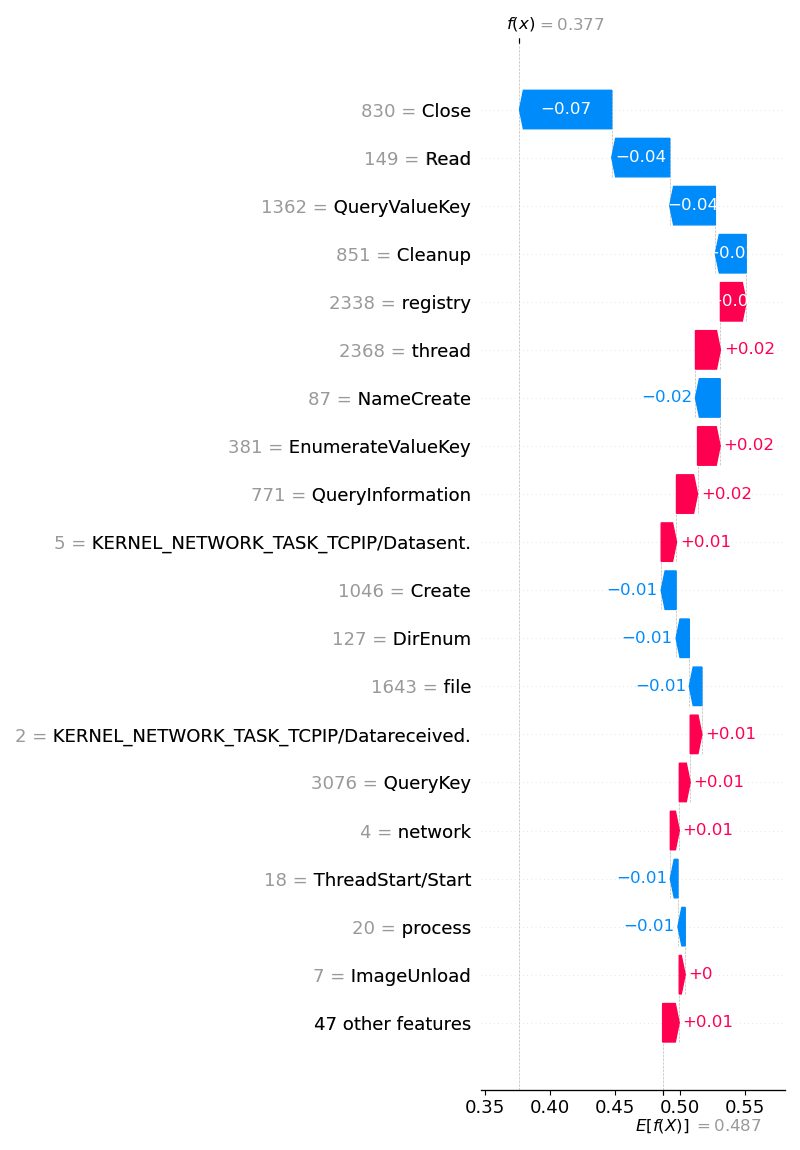 f(x) = 0.377
830 = Close −0.07
149 = Read −0.04
1362 = QueryValueKey −0.04
851 = Cleanup
2338 = registry
2368 = thread +0.02
87 = NameCreate −0.02
381 = EnumerateValueKey +0.02
771 = QueryInformation +0.02
5 = KERNEL_NETWORK_TASK_TCPIP/Datasent. +0.01
1046 = Create −0.01
127 = DirEnum −0.01
1643 = file −0.01
2 = KERNEL_NETWORK_TASK_TCPIP/Datareceived. +0.01
3076 = QueryKey +0.01
4 = network +0.01
18 = ThreadStart/Start −0.01
20 = process −0.01
7 = ImageUnload +0
47 other features +0.01
0.35 0.40 0.45 0.50 0.55
E[f(X)] = 0.487